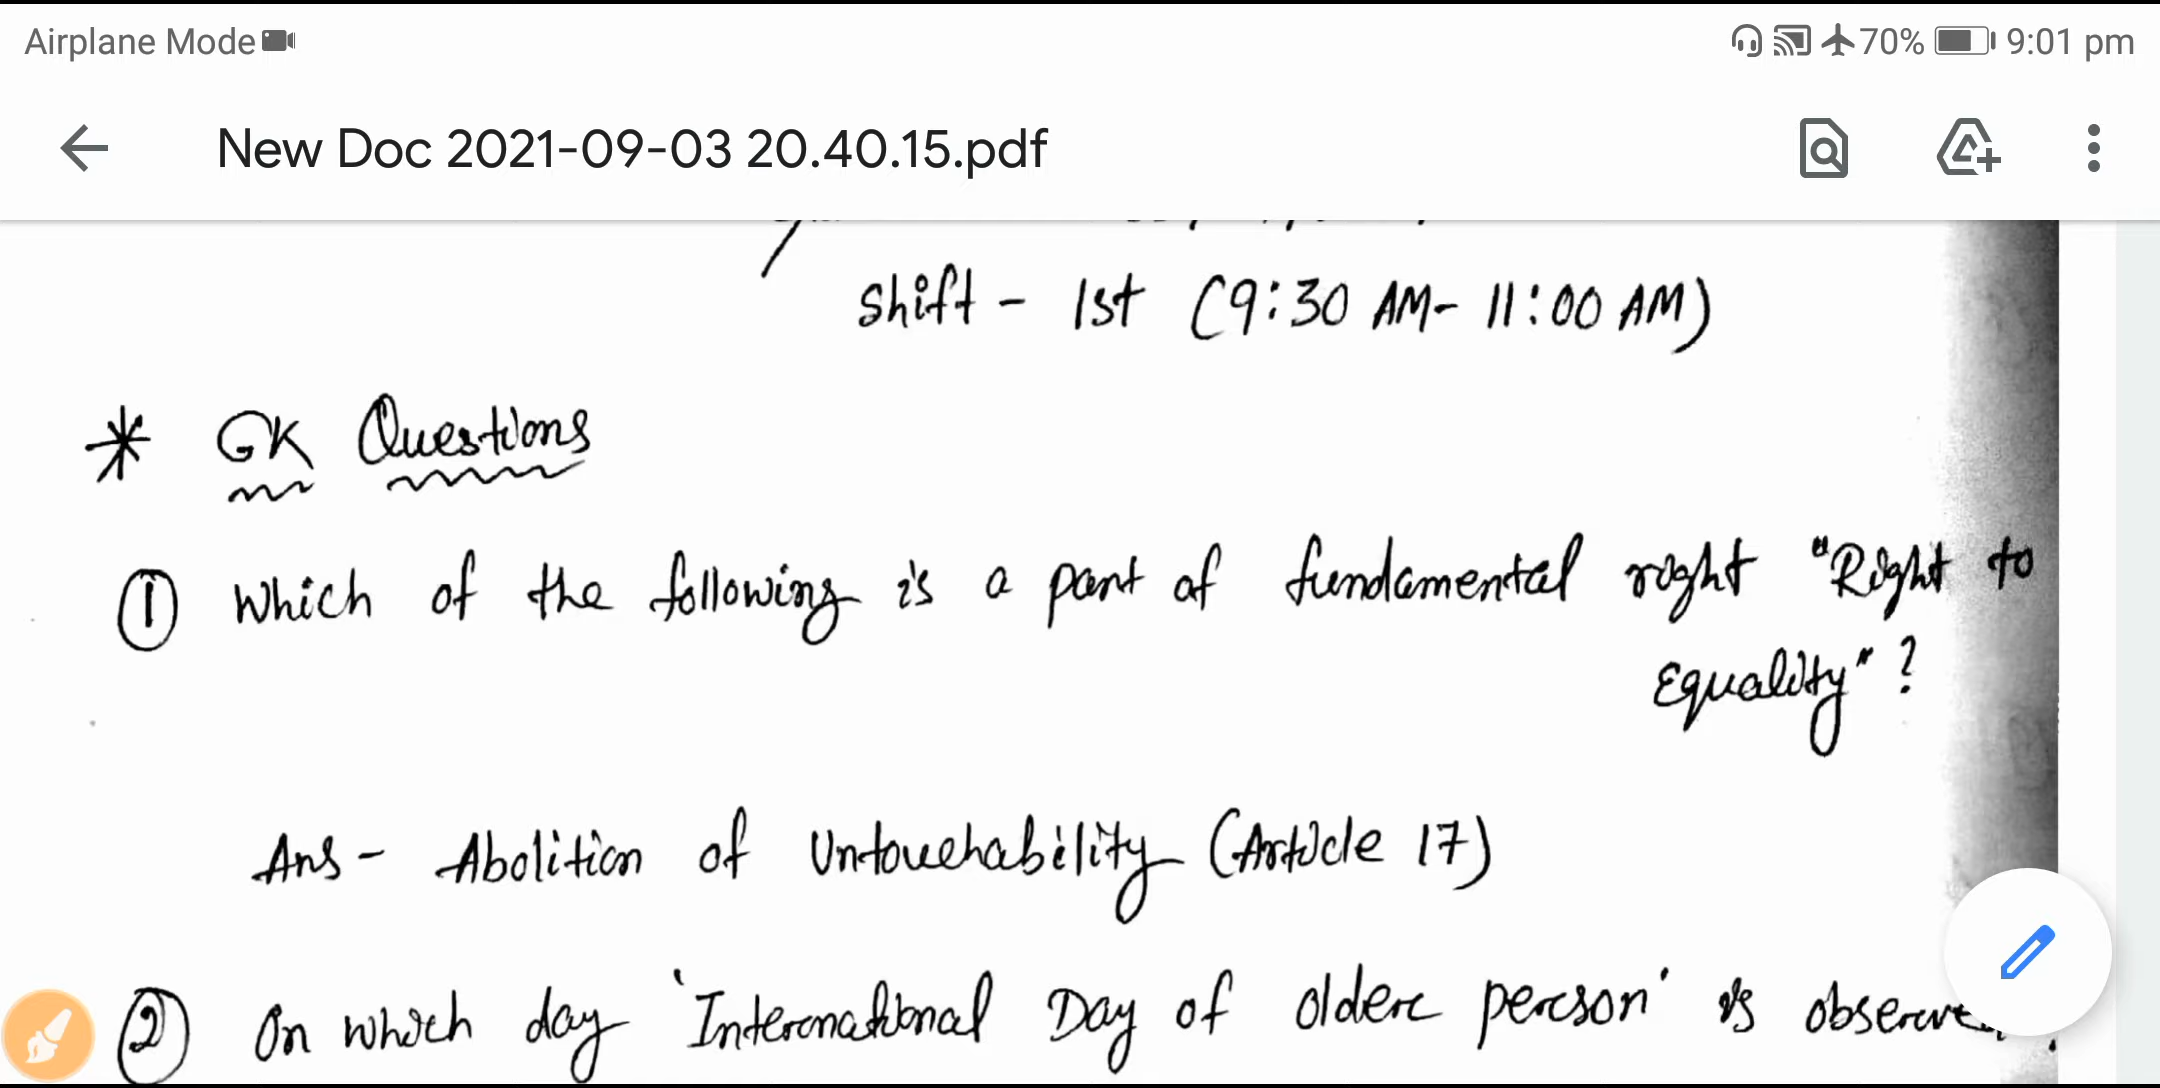 Airplane Mode
70% 9:01 pm
New Doc 2021-09-03 20.40.15.pdf
Shift - 1st (9:30 AM- 11:00 AM)
* GK Questions
① Which of the following is a part of fundamental right "Right to
Equality" ?
Ans - Abolition of Untouchability (Article 17)
② On which day 'International Day of older person' is